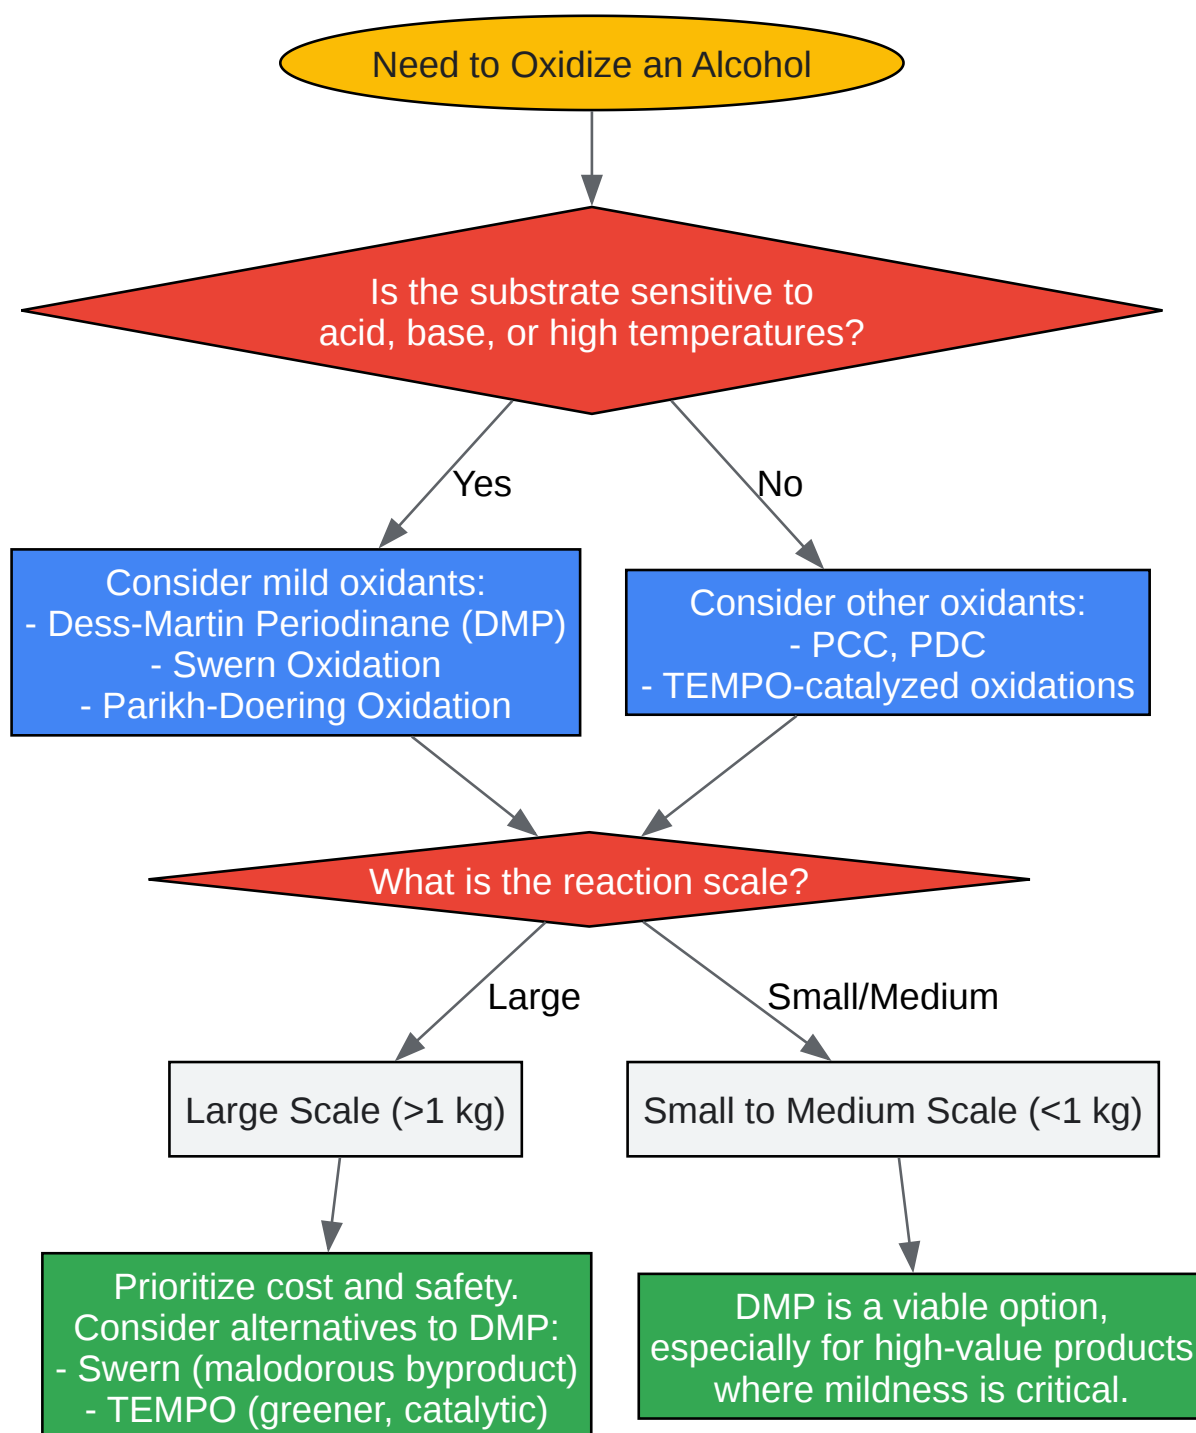 Need to Oxidize an Alcohol
Is the substrate sensitive to
acid, base, or high temperatures?
Yes
No
Consider mild oxidants:
- Dess-Martin Periodinane (DMP)
- Swern Oxidation
- Parikh-Doering Oxidation
Consider other oxidants:
- PCC, PDC
- TEMPO-catalyzed oxidations
What is the reaction scale?
Large
Small/Medium
Large Scale (>1 kg)
Small to Medium Scale (<1 kg)
Prioritize cost and safety.
Consider alternatives to DMP:
- Swern (malodorous byproduct)
- TEMPO (greener, catalytic)
DMP is a viable option,
especially for high-value products
where mildness is critical.